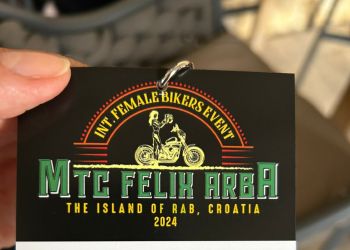 INT. FEMALE BIKERS EVENT
MTC FELIX ARBA
THE ISLAND OF RAB, CROATIA
2024